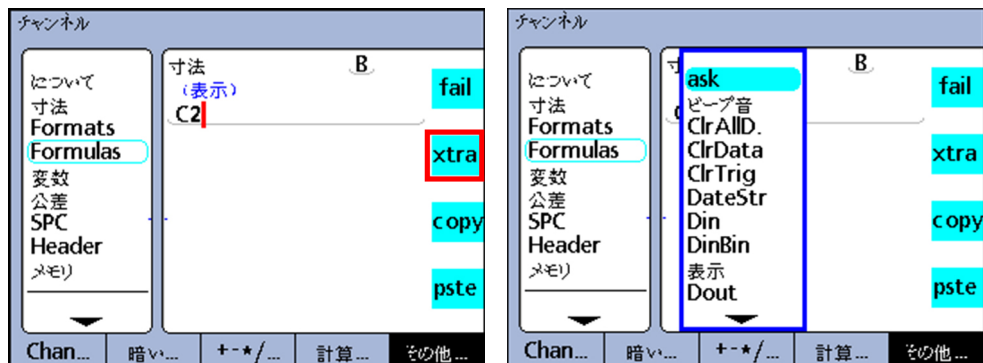 チャンネル
について
寸法
Formats
Formulas
変数
公差
SPC
Header
メモリ
寸法
B
（表示）
C2
fail
xtra
copy
pste
Chan...
暗い...
+-*/...
計算...
その他...
チャンネル
について
寸法
Formats
Formulas
変数
公差
SPC
Header
メモリ
B
ask
ビープ音
ClrAllD.
ClrData
ClrTrig
DateStr
Din
DinBin
表示
Dout
fail
xtra
copy
pste
Chan...
暗い...
+-*/...
計算...
その他...